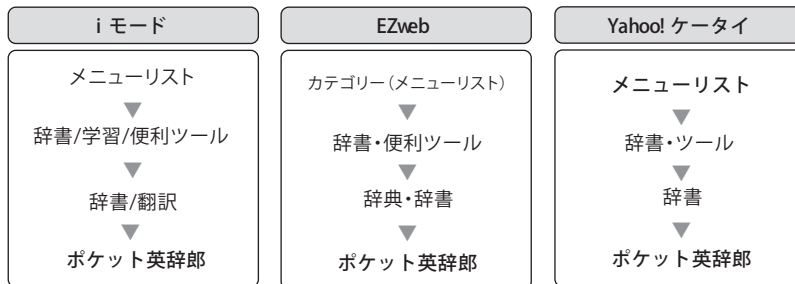 i モード
メニューリスト
▼
辞書/学習/便利ツール
▼
辞書/翻訳
▼
ポケット英辞郎
EZweb
カテゴリー(メニューリスト)
▼
辞書・便利ツール
▼
辞典・辞書
▼
ポケット英辞郎
Yahoo! ケータイ
メニューリスト
▼
辞書・ツール
▼
辞書
▼
ポケット英辞郎